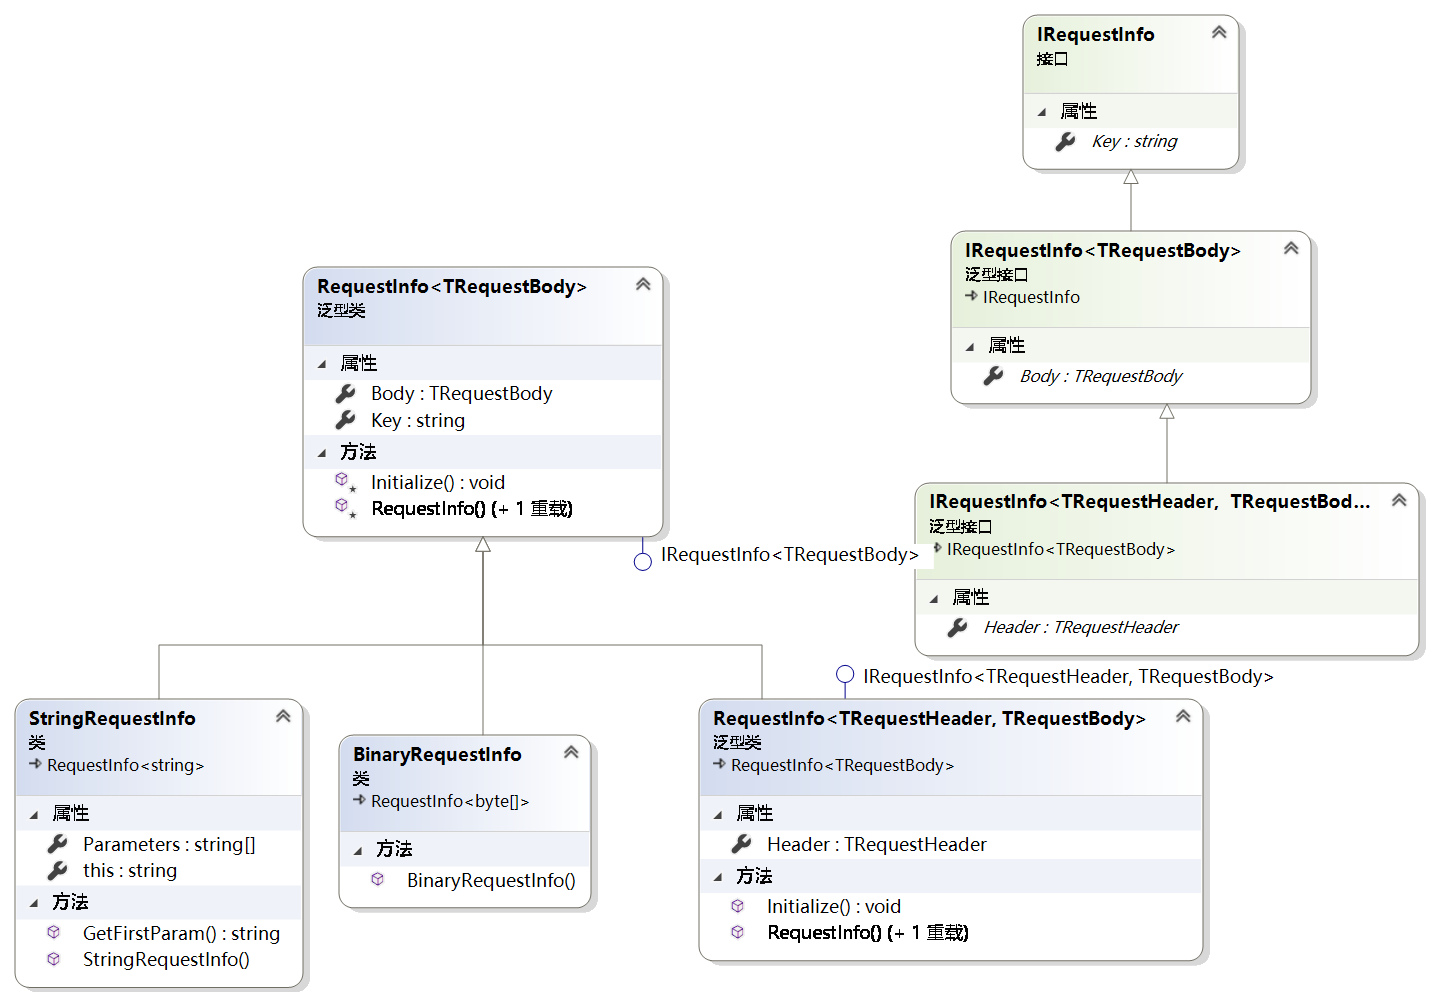 IRequestInfo
接口
属性
Key : string
IRequestInfo<TRequestBody>
泛型接口
IRequestInfo
属性
Body : TRequestBody
RequestInfo<TRequestBody>
泛型类
属性
Body : TRequestBody
Key : string
方法
Initialize() : void
RequestInfo() (+ 1 重载)
IRequestInfo<TRequestBody>
IRequestInfo<TRequestHeader, TRequestBod...
泛型接口
IRequestInfo<TRequestBody>
属性
Header : TRequestHeader
IRequestInfo<TRequestHeader, TRequestBody>
StringRequestInfo
类
RequestInfo<string>
属性
Parameters : string[]
this : string
方法
GetFirstParam() : string
StringRequestInfo()
BinaryRequestInfo
类
RequestInfo<byte[]>
方法
BinaryRequestInfo()
RequestInfo<TRequestHeader, TRequestBody>
泛型类
RequestInfo<TRequestBody>
属性
Header : TRequestHeader
方法
Initialize() : void
RequestInfo() (+ 1 重载)